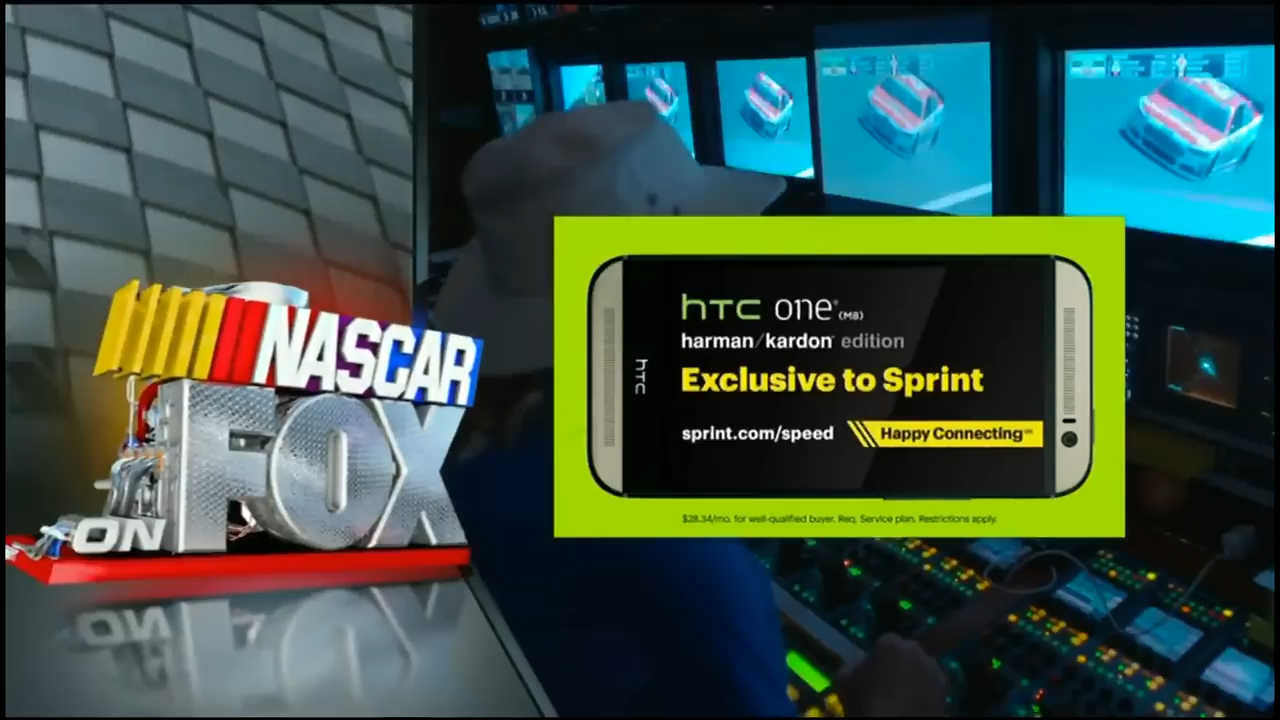 NASCAR
ON FOX
hTC one® (M8)
harman/kardon® edition
Exclusive to Sprint
sprint.com/speed
Happy Connecting℠
hTC
$28.34/mo. for well-qualified buyer. Req. Service plan. Restrictions apply.